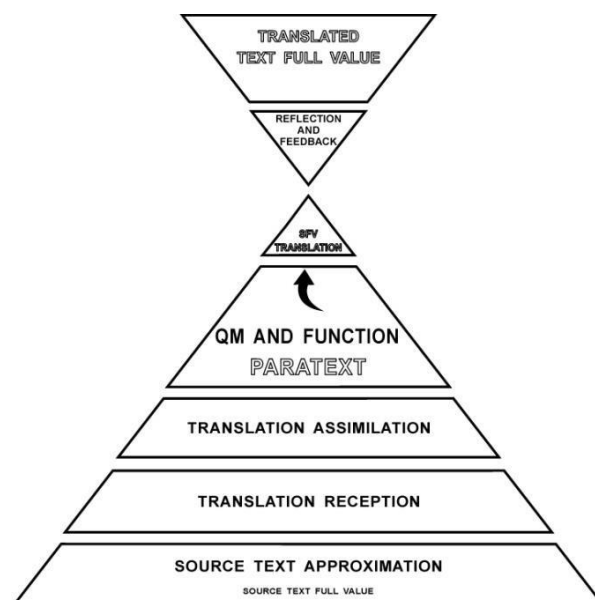 TRANSLATED
TEXT FULL VALUE
REFLECTION
AND
FEEDBACK
SFV
TRANSLATION
QM AND FUNCTION
PARATEXT
TRANSLATION ASSIMILATION
TRANSLATION RECEPTION
SOURCE TEXT APPROXIMATION
SOURCE TEXT FULL VALUE